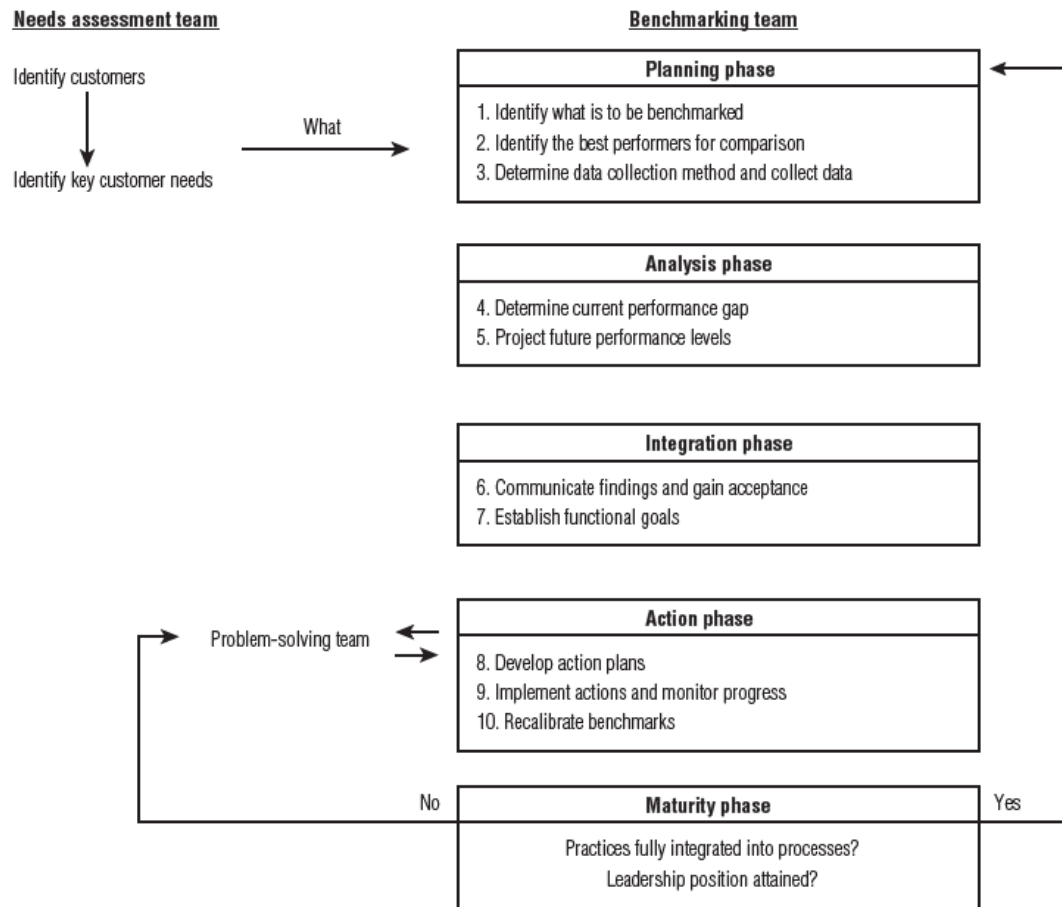 Needs assessment team
Benchmarking team
Identify customers
What
Identify key customer needs
Planning phase
1. Identify what is to be benchmarked
2. Identify the best performers for comparison
3. Determine data collection method and collect data
Analysis phase
4. Determine current performance gap
5. Project future performance levels
Integration phase
6. Communicate findings and gain acceptance
7. Establish functional goals
Problem-solving team
Action phase
8. Develop action plans
9. Implement actions and monitor progress
10. Recalibrate benchmarks
No
Maturity phase
Yes
Practices fully integrated into processes?
Leadership position attained?